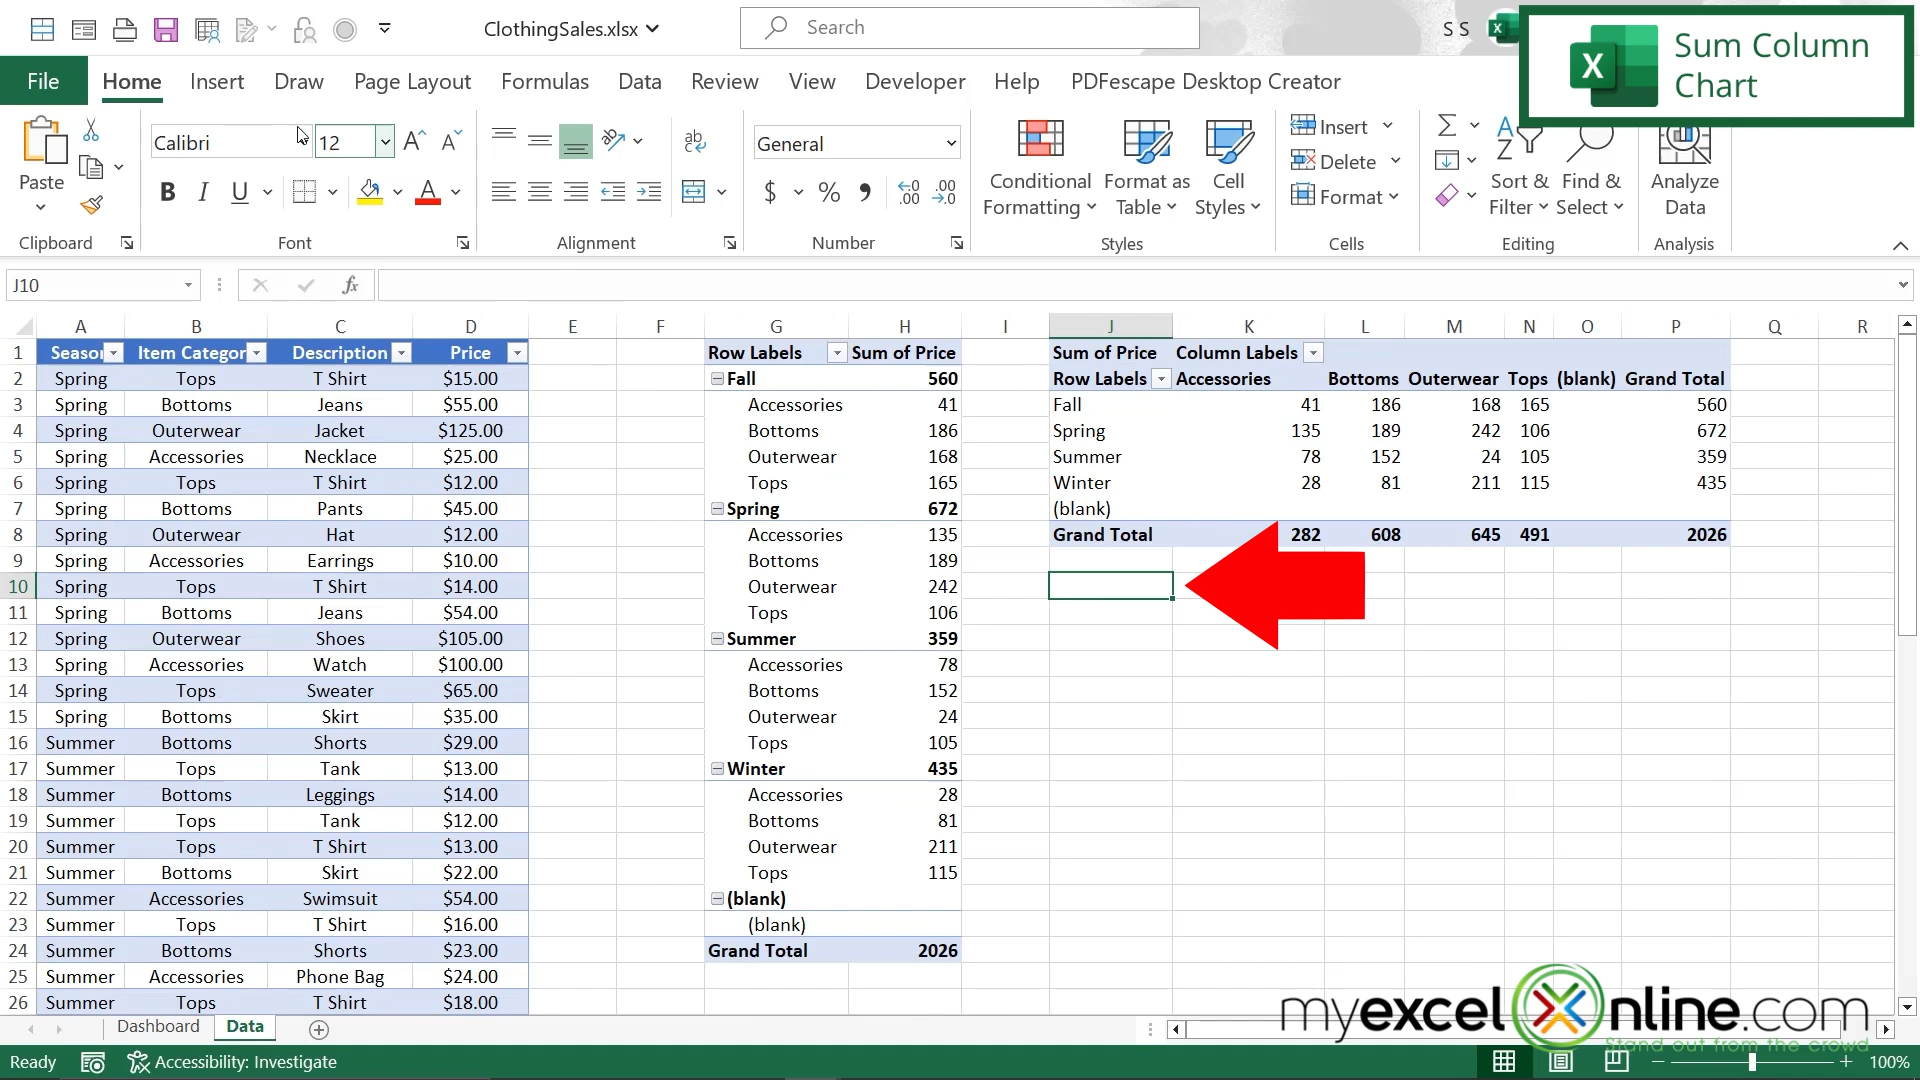 ClothingSales.xlsx
Search
S S
Sum Column
Chart
File Home Insert Draw Page Layout Formulas Data Review View Developer Help PDFescape Desktop Creator
Paste
Clipboard
Calibri 12
B I U A
Font
ab
Alignment
General
$ % 9 .00 .00
Number
Conditional
Formatting
Format as
Table
Cell
Styles
Styles
Insert
Delete
Format
Cells
Sort &
Filter
Find &
Select
Editing
Analyze
Data
Analysis
J10 fx
A B C D E F G H I J K L M N O P Q R
1 Season Item Categor Description Price Row Labels Sum of Price Sum of Price Column Labels
2 Spring Tops T Shirt $15.00 Fall 560 Row Labels Accessories Bottoms Outerwear Tops (blank) Grand Total
3 Spring Bottoms Jeans $55.00 Accessories 41 Fall 41 186 168 165 560
4 Spring Outerwear Jacket $125.00 Bottoms 186 Spring 135 189 242 106 672
5 Spring Accessories Necklace $25.00 Outerwear 168 Summer 78 152 24 105 359
6 Spring Tops T Shirt $12.00 Tops 165 Winter 28 81 211 115 435
7 Spring Bottoms Pants $45.00 Spring 672 (blank)
8 Spring Outerwear Hat $12.00 Accessories 135 Grand Total 282 608 645 491 2026
9 Spring Accessories Earrings $10.00 Bottoms 189
10 Spring Tops T Shirt $14.00 Outerwear 242
11 Spring Bottoms Jeans $54.00 Tops 106
12 Spring Outerwear Shoes $105.00 Summer 359
13 Spring Accessories Watch $100.00 Accessories 78
14 Spring Tops Sweater $65.00 Bottoms 152
15 Spring Bottoms Skirt $35.00 Outerwear 24
16 Summer Bottoms Shorts $29.00 Tops 105
17 Summer Tops Tank $13.00 Winter 435
18 Summer Bottoms Leggings $14.00 Accessories 28
19 Summer Tops Tank $12.00 Bottoms 81
20 Summer Tops T Shirt $13.00 Outerwear 211
21 Summer Bottoms Skirt $22.00 Tops 115
22 Summer Accessories Swimsuit $54.00 (blank)
23 Summer Tops T Shirt $16.00 (blank)
24 Summer Bottoms Shorts $23.00 Grand Total 2026
25 Summer Accessories Phone Bag $24.00
26 Summer Tops T Shirt $18.00
myexcelonline.com
Stand out from the crowd
Dashboard Data
Ready Accessibility: Investigate 100%